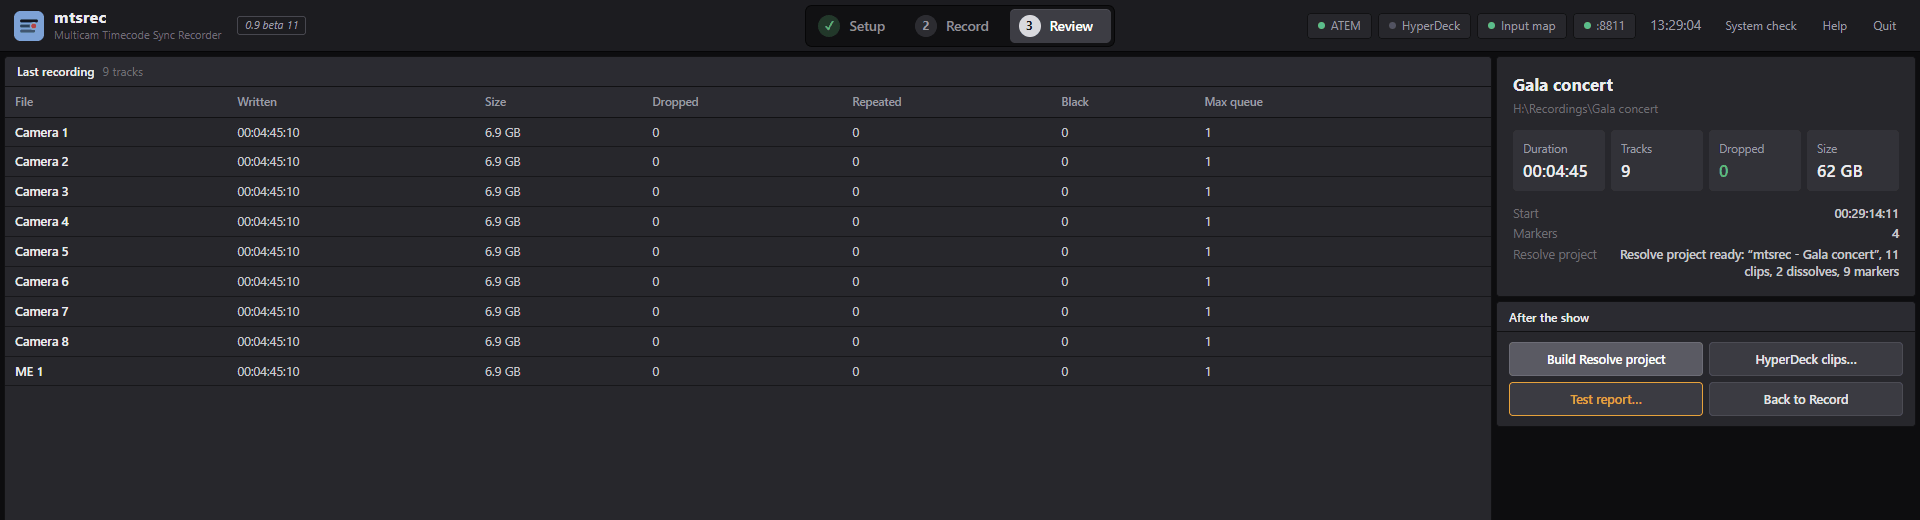 mtsrec
Multicam Timecode Sync Recorder
0.9 beta 11
✓ Setup
2 Record
3 Review
ATEM
HyperDeck
Input map
:8811
13:29:04
System check
Help
Quit
Last recording 9 tracks
File Written Size Dropped Repeated Black Max queue
Camera 1 00:04:45:10 6.9 GB 0 0 0 1
Camera 2 00:04:45:10 6.9 GB 0 0 0 1
Camera 3 00:04:45:10 6.9 GB 0 0 0 1
Camera 4 00:04:45:10 6.9 GB 0 0 0 1
Camera 5 00:04:45:10 6.9 GB 0 0 0 1
Camera 6 00:04:45:10 6.9 GB 0 0 0 1
Camera 7 00:04:45:10 6.9 GB 0 0 0 1
Camera 8 00:04:45:10 6.9 GB 0 0 0 1
ME 1 00:04:45:10 6.9 GB 0 0 0 1
Gala concert
H:\Recordings\Gala concert
Duration Tracks Dropped Size
00:04:45 9 0 62 GB
Start 00:29:14:11
Markers 4
Resolve project Resolve project ready: “mtsrec - Gala concert”, 11
clips, 2 dissolves, 9 markers
After the show
Build Resolve project
HyperDeck clips...
Test report...
Back to Record